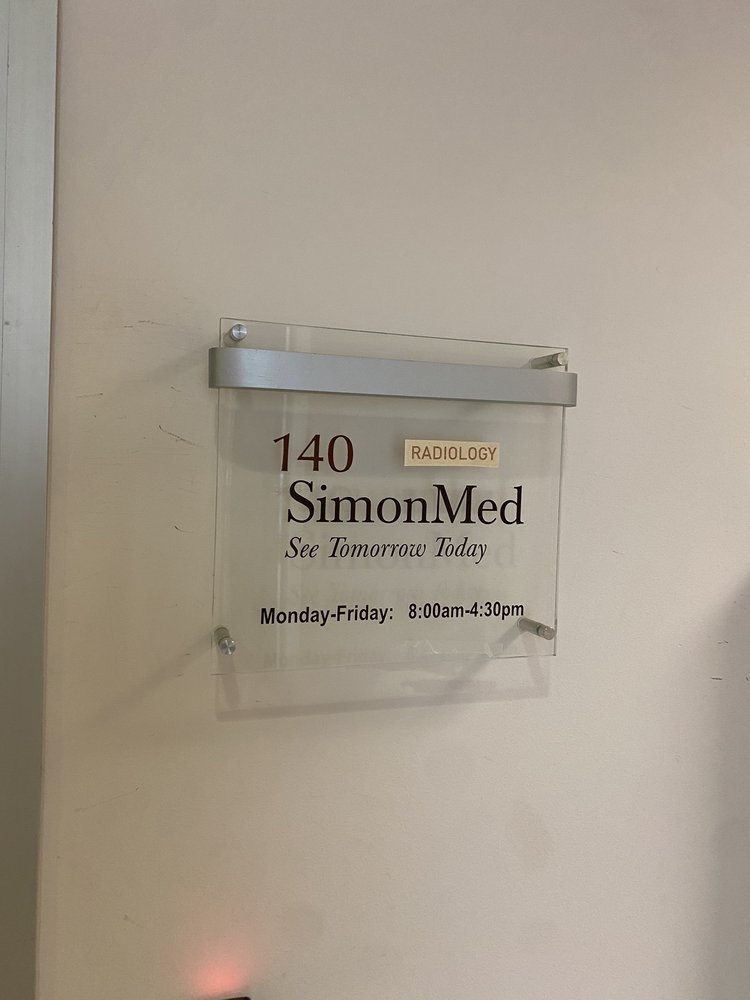 140 RADIOLOGY
SimonMed
See Tomorrow Today
Monday-Friday: 8:00am-4:30pm